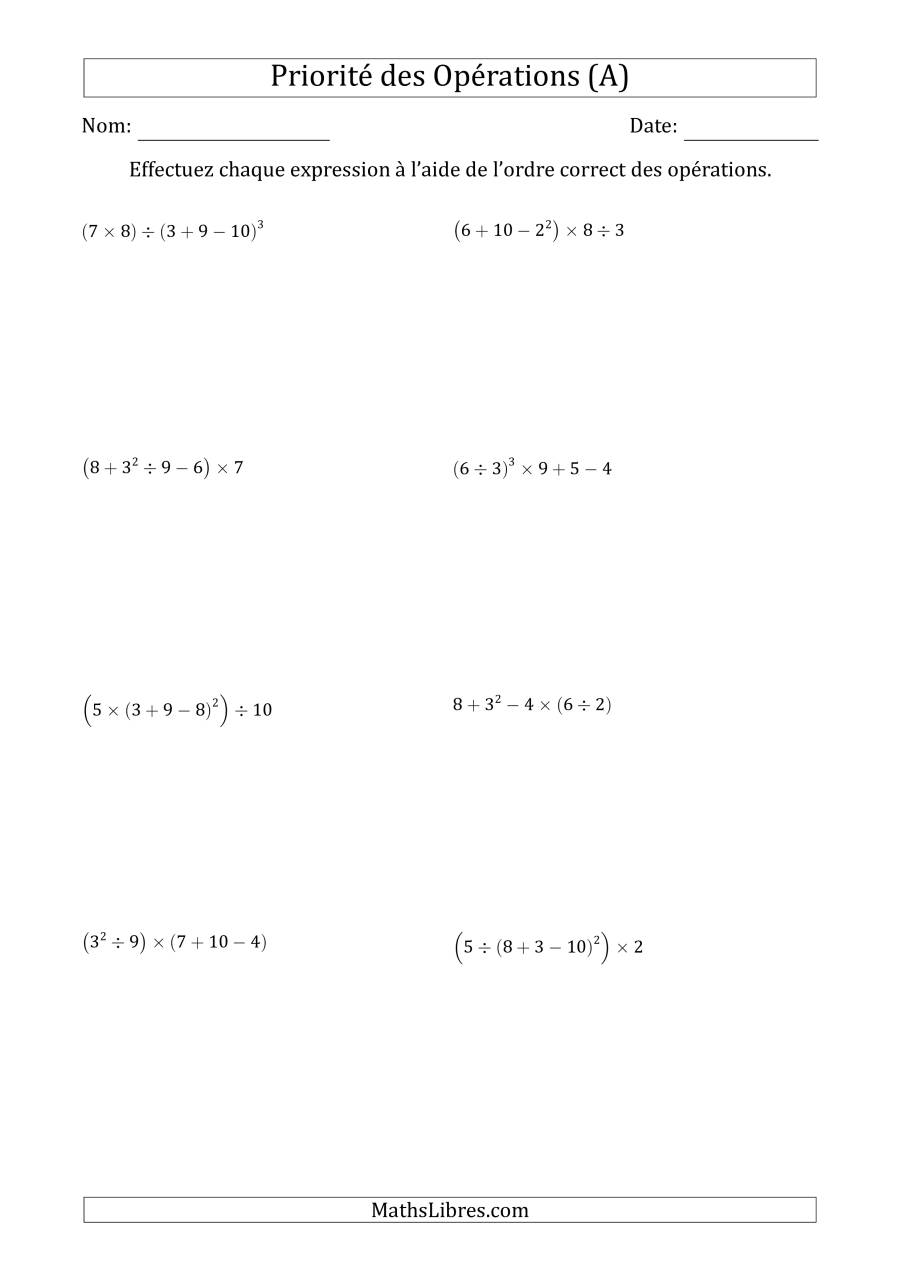 Priorité des Opérations (A)
Nom: Date:
Effectuez chaque expression à l’aide de l’ordre correct des opérations.
(7 × 8) ÷ (3 + 9 − 10)³ (6 + 10 − 2²) × 8 ÷ 3
(8 + 3² ÷ 9 − 6) × 7 (6 ÷ 3)³ × 9 + 5 − 4
(5 × (3 + 9 − 8)²) ÷ 10 8 + 3² − 4 × (6 ÷ 2)
(3² ÷ 9) × (7 + 10 − 4) (5 ÷ (8 + 3 − 10)²) × 2
MathsLibres.com